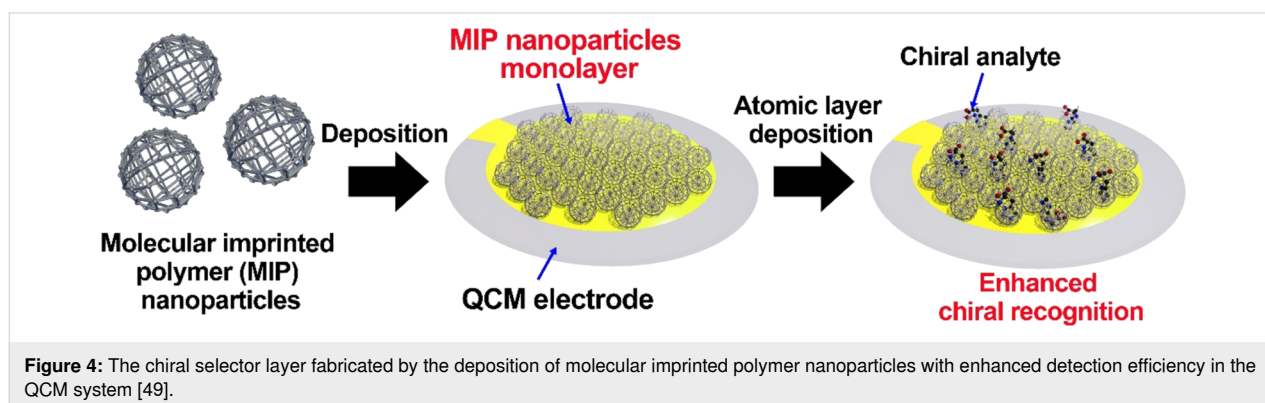 MIP nanoparticles
monolayer
Chiral analyte
Deposition
Atomic layer
deposition
Molecular imprinted
polymer (MIP)
nanoparticles
QCM electrode
Enhanced
chiral recognition
Figure 4: The chiral selector layer fabricated by the deposition of molecular imprinted polymer nanoparticles with enhanced detection efficiency in the
QCM system [49].